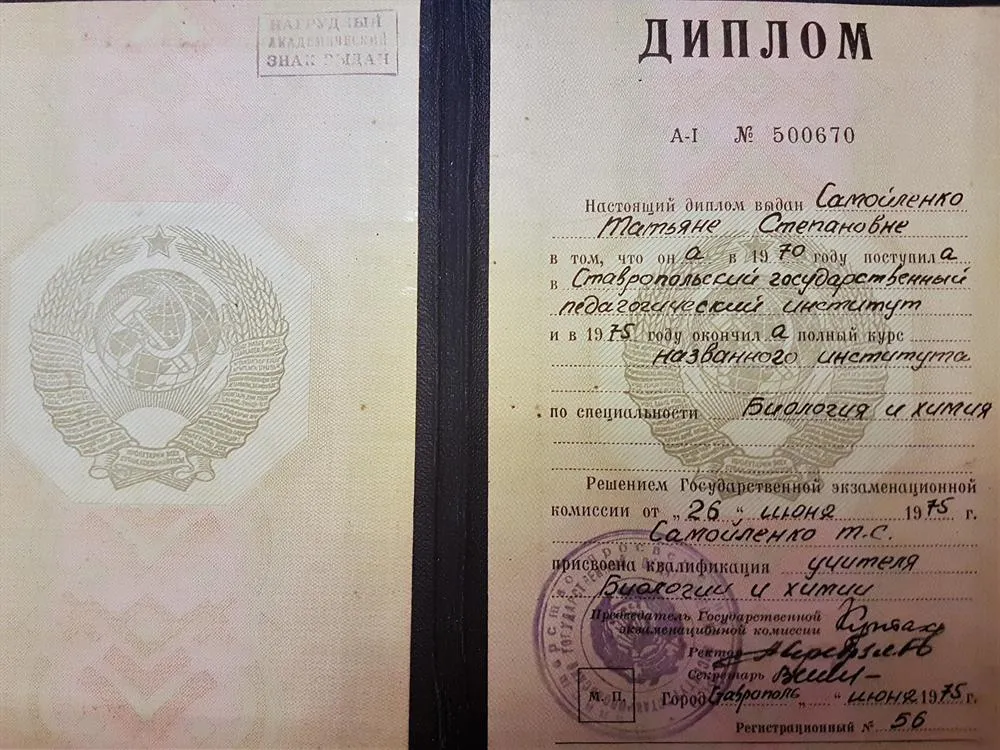 НАГРУДНЫЙ
АКАДЕМИЧЕСКИЙ
ЗНАК ВЫДАН
ДИПЛОМ
А-I № 500670
Настоящий диплом выдан Самойленко
Татьяне Степановне
в том, что он а в 1970 году поступил а
в Ставропольский государственный
педагогический институт
и в 1975 году окончил а полный курс
названного института
по специальности Биология и химия
Решением Государственной экзаменационной
комиссии от „26“ июня 1975 г.
Самойленко Т.С.
присвоена квалификация учителя
Биологии и химии
Председатель Государственной
экзаменационной комиссии
Ректор
Секретарь
М. П. Город Ставрополь „ “ июня 1975 г.
Регистрационный № 56